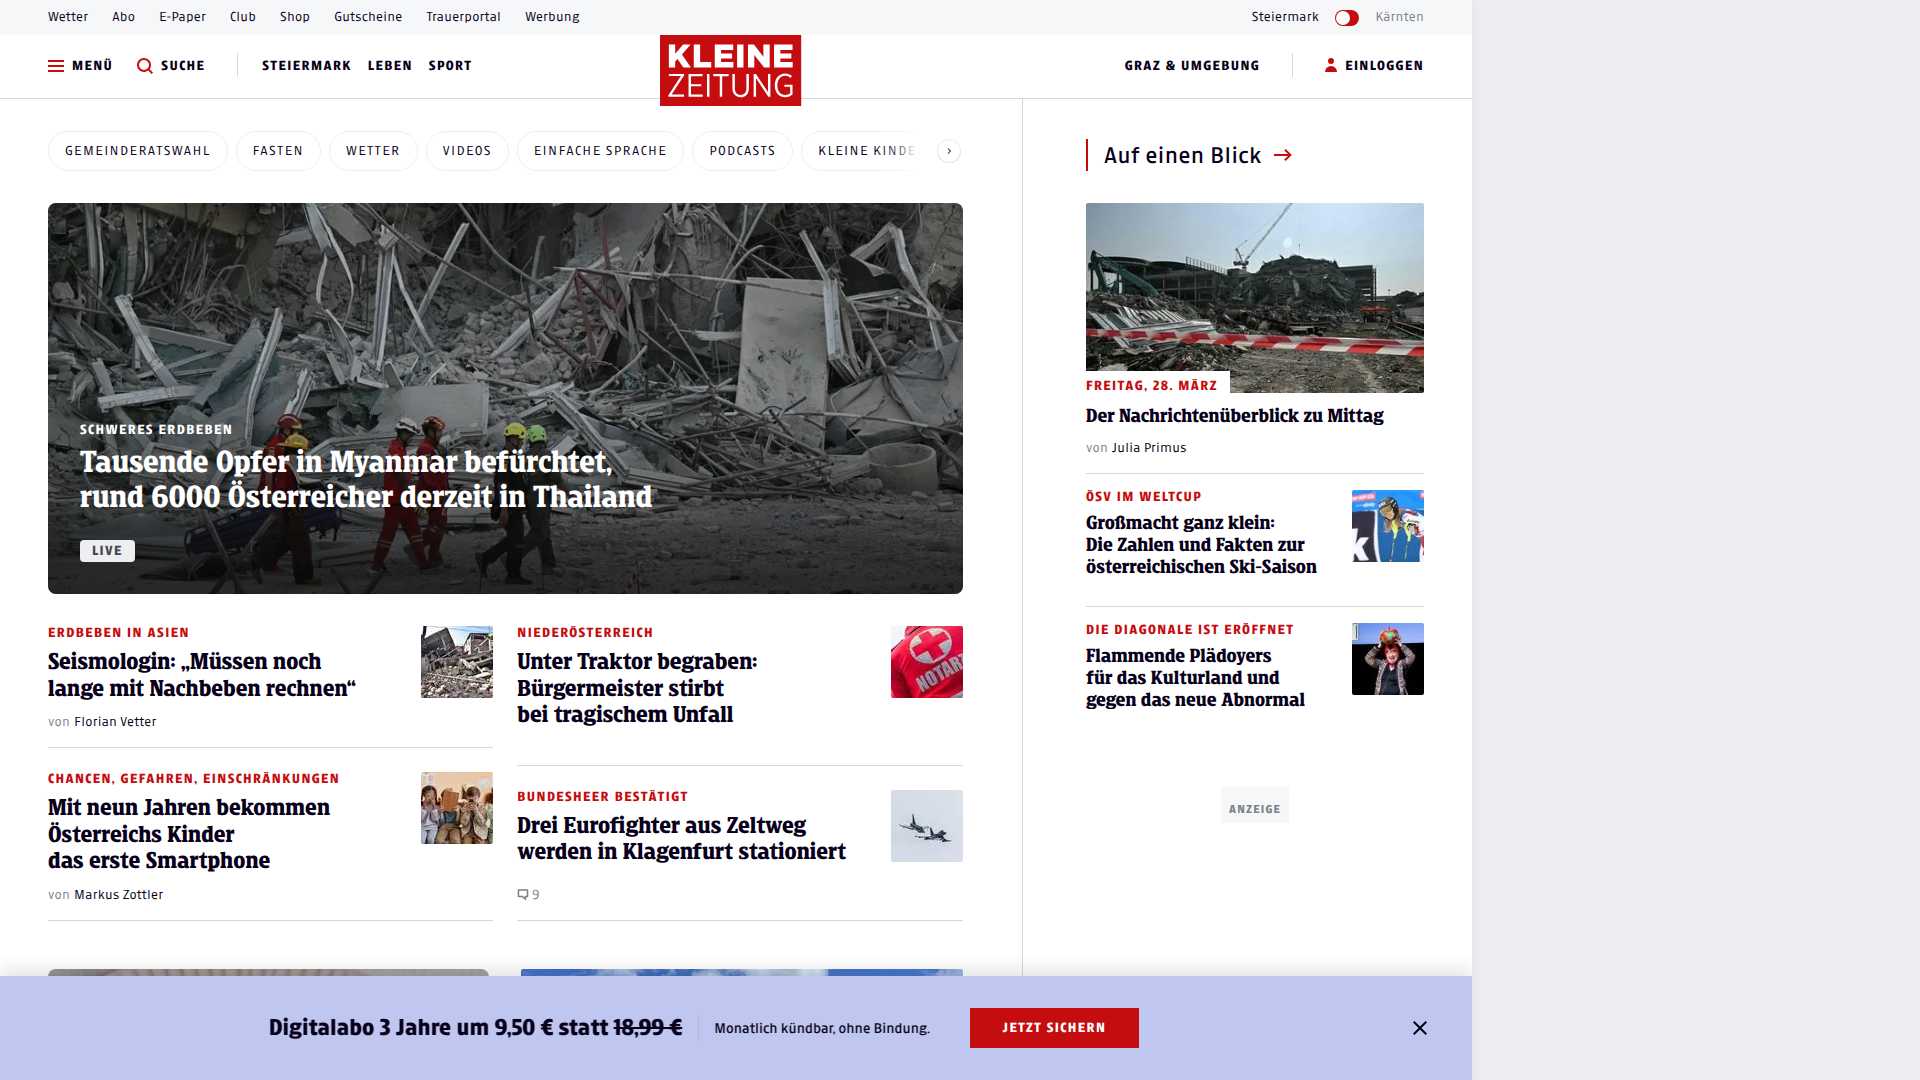 Wetter Abo E-Paper Club Shop Gutscheine Trauerportal Werbung Steiermark Kärnten
MENÜ SUCHE STEIERMARK LEBEN SPORT KLEINE ZEITUNG GRAZ & UMGEBUNG EINLOGGEN
GEMEINDERATSWAHL FASTEN WETTER VIDEOS EINFACHE SPRACHE PODCASTS KLEINE KINDE
SCHWERES ERDBEBEN
Tausende Opfer in Myanmar befürchtet,
rund 6000 Österreicher derzeit in Thailand
LIVE
ERDBEBEN IN ASIEN
Seismologin: „Müssen noch
lange mit Nachbeben rechnen“
von Florian Vetter
CHANCEN, GEFAHREN, EINSCHRÄNKUNGEN
Mit neun Jahren bekommen
Österreichs Kinder
das erste Smartphone
von Markus Zottler
NIEDERÖSTERREICH
Unter Traktor begraben:
Bürgermeister stirbt
bei tragischem Unfall
NOTARZ
BUNDESHEER BESTÄTIGT
Drei Eurofighter aus Zeltweg
werden in Klagenfurt stationiert
9
Auf einen Blick
FREITAG, 28. MÄRZ
Der Nachrichtenüberblick zu Mittag
von Julia Primus
ÖSV IM WELTCUP
Großmacht ganz klein:
Die Zahlen und Fakten zur
österreichischen Ski-Saison
DIE DIAGONALE IST ERÖFFNET
Flammende Plädoyers
für das Kulturland und
gegen das neue Abnormal
ANZEIGE
Digitalabo 3 Jahre um 9,50 € statt 18,99 € Monatlich kündbar, ohne Bindung. JETZT SICHERN